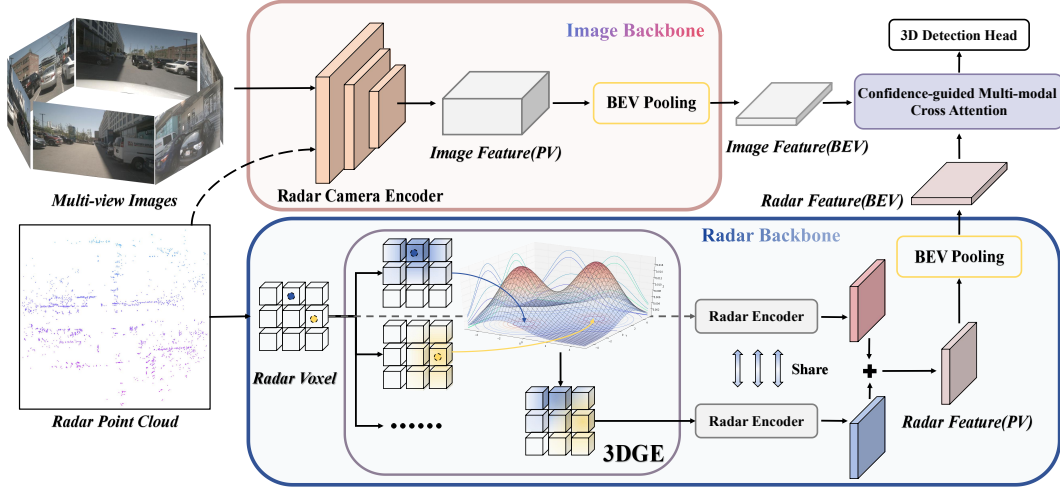 Image Backbone
3D Detection Head
Confidence-guided Multi-modal
Cross Attention
BEV Pooling
Image Feature(PV)
Image Feature(BEV)
Radar Camera Encoder
Multi-view Images
Radar Feature(BEV)
Radar Backbone
BEV Pooling
Radar Encoder
Radar Voxel
Share
Radar Encoder
Radar Feature(PV)
Radar Point Cloud
3DGE